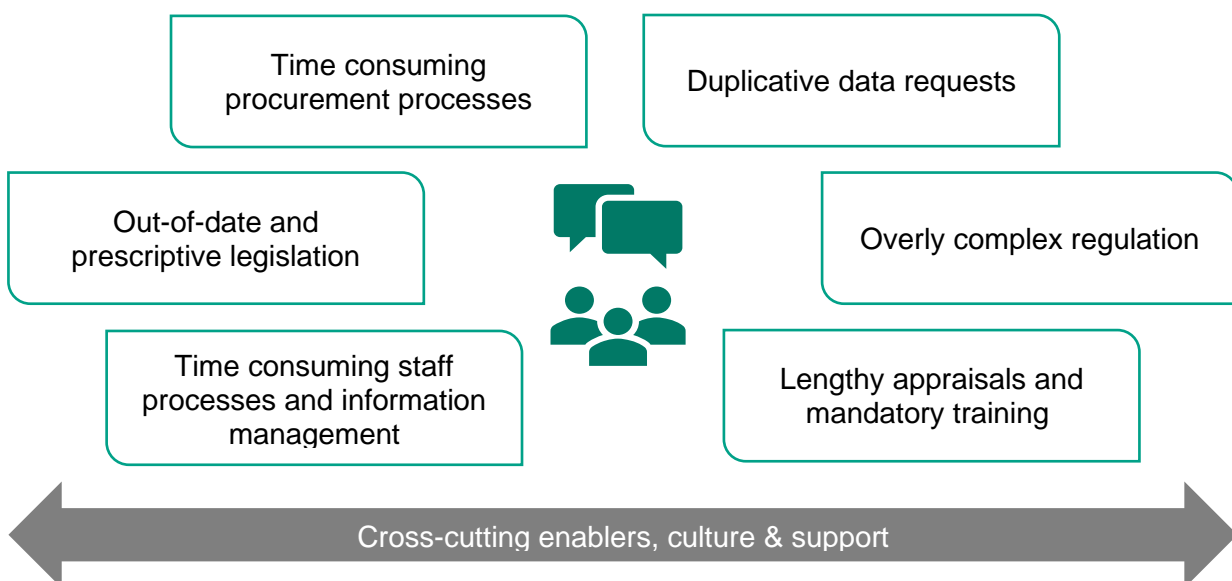 Time consuming
procurement processes
Duplicative data requests
Out-of-date and
prescriptive legislation
Overly complex regulation
Time consuming staff
processes and information
management
Lengthy appraisals and
mandatory training
Cross-cutting enablers, culture & support